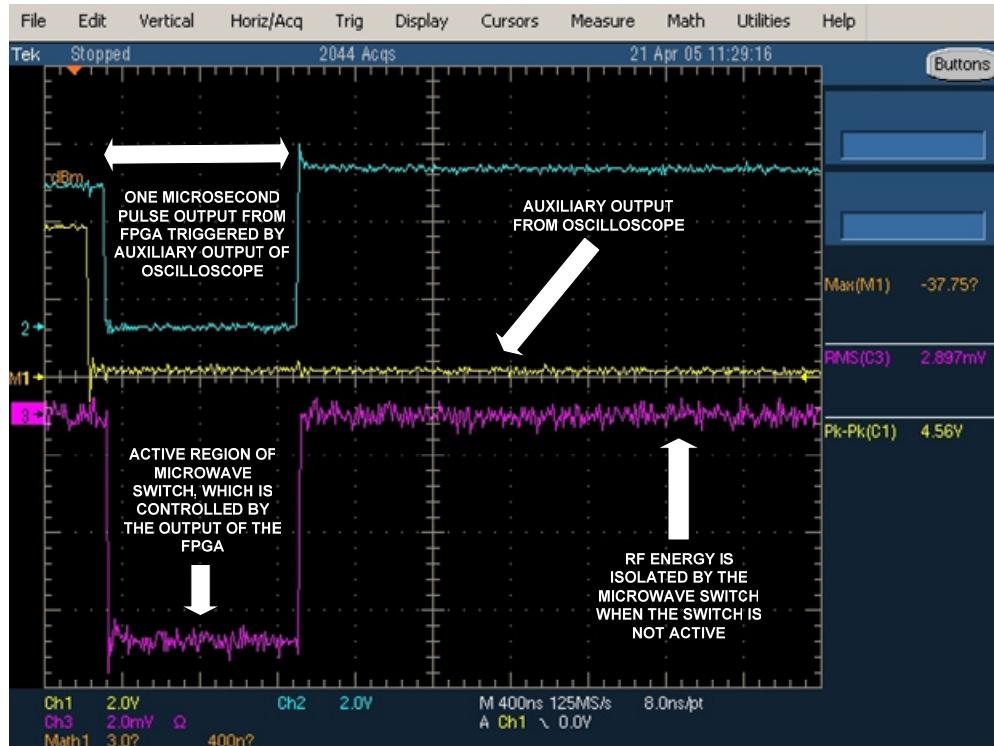 File Edit Vertical Horiz/Acq Trig Display Cursors Measure Math Utilities Help
Tek Stopped 2044 Acqs 21 Apr 05 11:29:16
Buttons
dBm
ONE MICROSECOND
PULSE OUTPUT FROM
FPGA TRIGGERED BY
AUXILIARY OUTPUT OF
OSCILLOSCOPE
AUXILIARY OUTPUT
FROM OSCILLOSCOPE
Max(M1) -37.75?
2
RMS(C3) 2.897mV
M1
3
Pk-Pk(C1) 4.56V
ACTIVE REGION OF
MICROWAVE
SWITCH, WHICH IS
CONTROLLED BY
THE OUTPUT OF THE
FPGA
RF ENERGY IS
ISOLATED BY THE
MICROWAVE SWITCH
WHEN THE SWITCH IS
NOT ACTIVE
Ch1 2.0V Ch2 2.0V M 400ns 125MS/s 8.0ns/pt
Ch3 2.0mV Ω A Ch1 \ 0.0V
Math1 3.0? 400n?